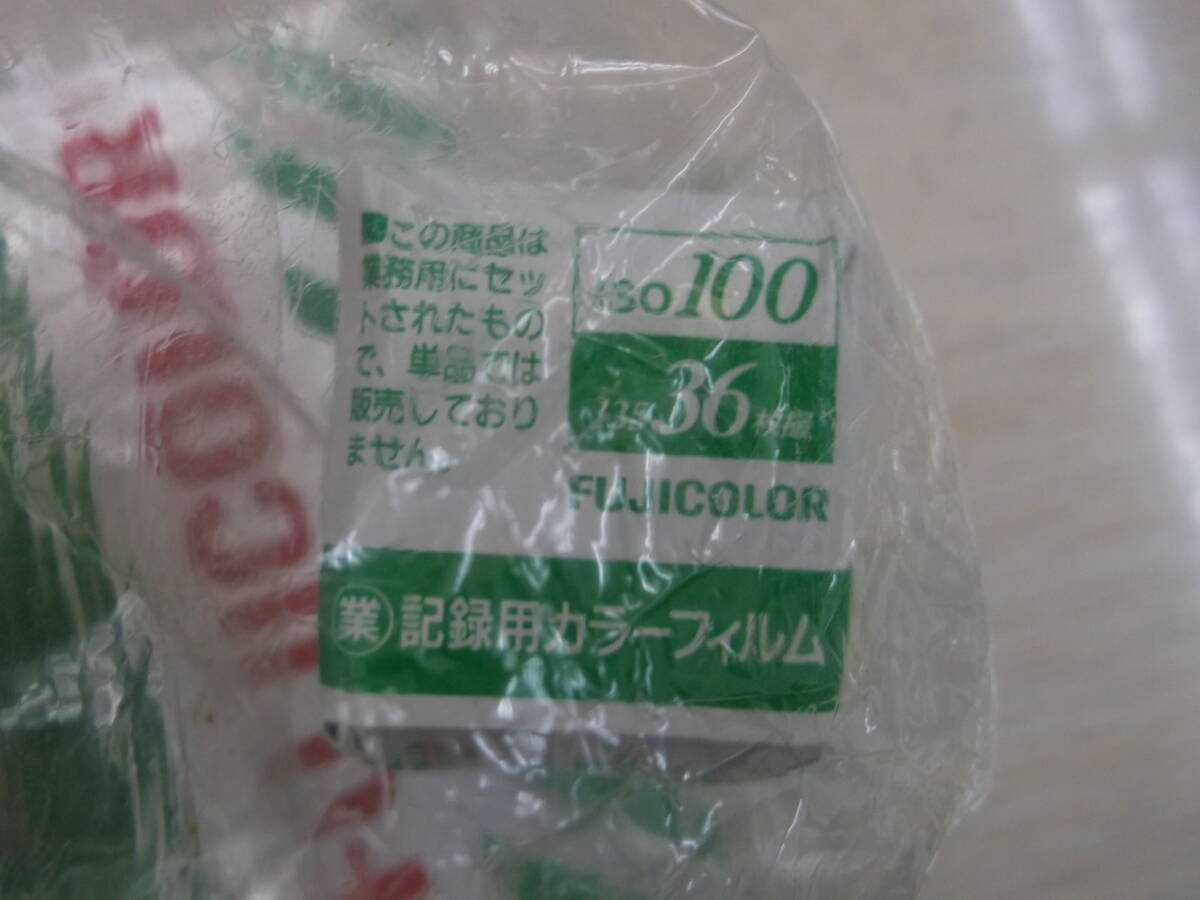 ■この商品は
業務用にセッ
トされたもの
で、単品では
販売しており
ません。
ISO100
135 36枚撮
FUJICOLOR
業 記録用カラーフィルム